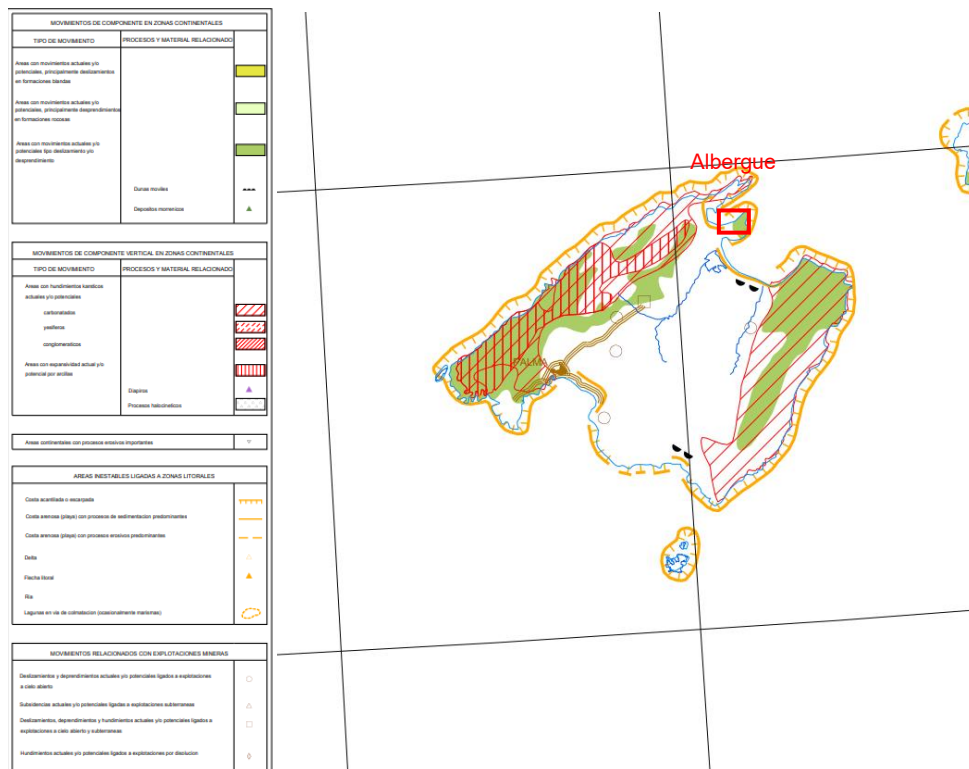 MOVIMIENTOS DE COMPONENTE EN ZONAS CONTINENTALES
TIPO DE MOVIMIENTO
PROCESOS Y MATERIAL RELACIONADO
Areas con movimientos actuales y/o
potenciales, principalmente deslizamientos
en formaciones blandas
Areas con movimientos actuales y/o
potenciales, principalmente desprendimientos
en formaciones rocosas
Areas con movimientos actuales y/o
potenciales tipo deslizamiento y/o
desprendimiento
Dunas moviles
Depositos morrenicos
MOVIMIENTOS DE COMPONENTE VERTICAL EN ZONAS CONTINENTALES
TIPO DE MOVIMIENTO
PROCESOS Y MATERIAL RELACIONADO
Areas con hundimientos karsticos
actuales y/o potenciales
carbonatados
yesiferos
conglomeraticos
Areas con expansividad actual y/o
potencial por arcillas
Diapiros
Procesos halocineticos
Areas continentales con procesos erosivos importantes
AREAS INESTABLES LIGADAS A ZONAS LITORALES
Costa acantilada o escarpada
Costa arenosa (playa) con procesos de sedimentacion predominantes
Costa arenosa (playa) con procesos erosivos predominantes
Delta
Flecha litoral
Ria
Lagunas en via de colmatacion (ocasionalmente marismas)
MOVIMIENTOS RELACIONADOS CON EXPLOTACIONES MINERAS
Deslizamientos y deprendimientos actuales y/o potenciales ligados a explotaciones
a cielo abierto
Subsidencias actuales y/o potenciales ligadas a explotaciones subterraneas
Deslizamientos, deprendimientos y hundimientos actuales y/o potenciales ligados a
explotaciones a cielo abierto y subterraneas
Hundimientos actuales y/o potenciales ligados a explotaciones por disolucion
Albergue
PALMA